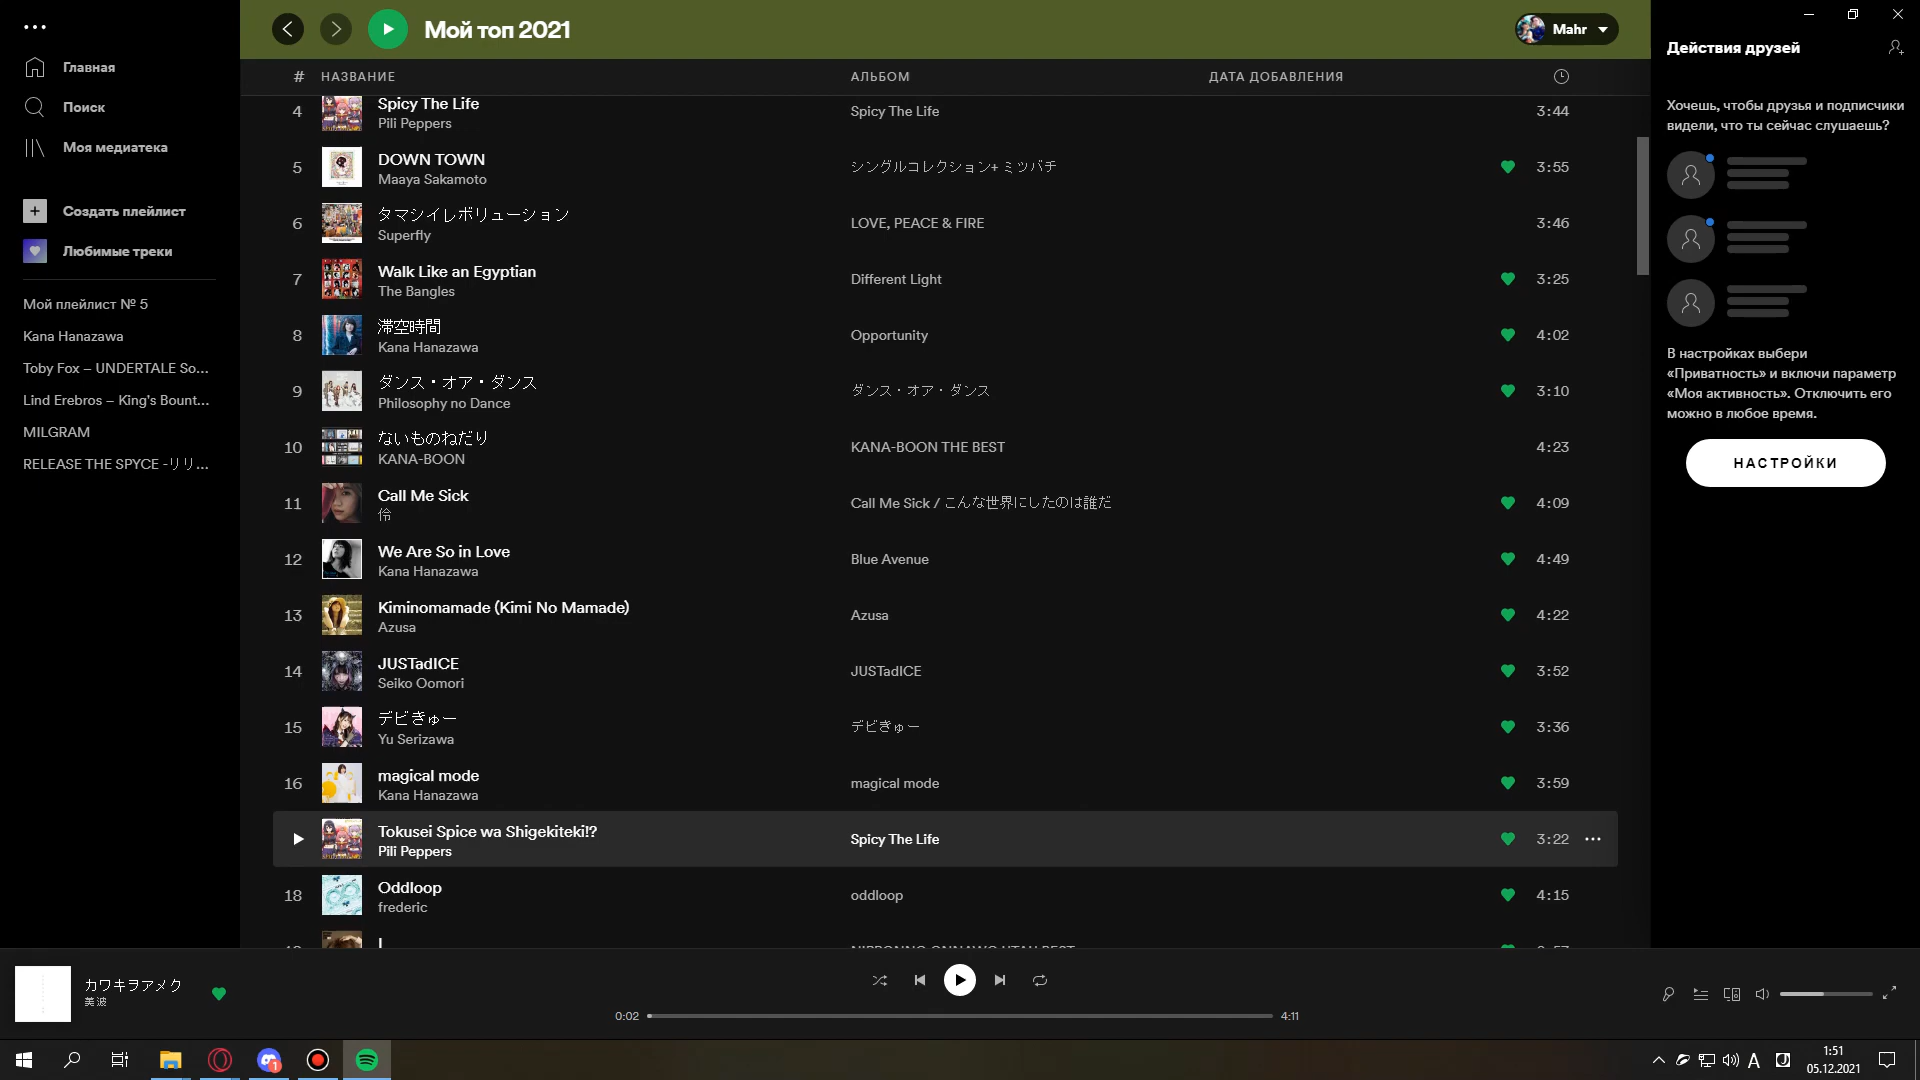 Главная
Поиск
Моя медиатека
Создать плейлист
Любимые треки
Мой плейлист № 5
Kana Hanazawa
Toby Fox – UNDERTALE So...
Lind Erebros – King's Bount...
MILGRAM
RELEASE THE SPYCE -リリ...
Мой топ 2021
Mahr
# НАЗВАНИЕ АЛЬБОМ ДАТА ДОБАВЛЕНИЯ
4 Spicy The Life Spicy The Life 3:44
Pili Peppers
5 DOWN TOWN シングルコレクション+ ミツバチ 3:55
Maaya Sakamoto
6 タマシイレボリューション LOVE, PEACE & FIRE 3:46
Superfly
7 Walk Like an Egyptian Different Light 3:25
The Bangles
8 滞空時間 Opportunity 4:02
Kana Hanazawa
9 ダンス・オア・ダンス ダンス・オア・ダンス 3:10
Philosophy no Dance
10 ないものねだり KANA-BOON THE BEST 4:23
KANA-BOON
11 Call Me Sick Call Me Sick / こんな世界にしたのは誰だ 4:09
伶
12 We Are So in Love Blue Avenue 4:49
Kana Hanazawa
13 Kiminomamade (Kimi No Mamade) Azusa 4:22
Azusa
14 JUSTadICE JUSTadICE 3:52
Seiko Oomori
15 デビきゅー デビきゅー 3:36
Yu Serizawa
16 magical mode magical mode 3:59
Kana Hanazawa
Tokusei Spice wa Shigekiteki!? Spicy The Life 3:22
Pili Peppers
18 Oddloop oddloop 4:15
frederic
Действия друзей
Хочешь, чтобы друзья и подписчики
видели, что ты сейчас слушаешь?
В настройках выбери
«Приватность» и включи параметр
«Моя активность». Отключить его
можно в любое время.
НАСТРОЙКИ
カワキヲアメク
美波
0:02 4:11
1
A J
1:51
05.12.2021